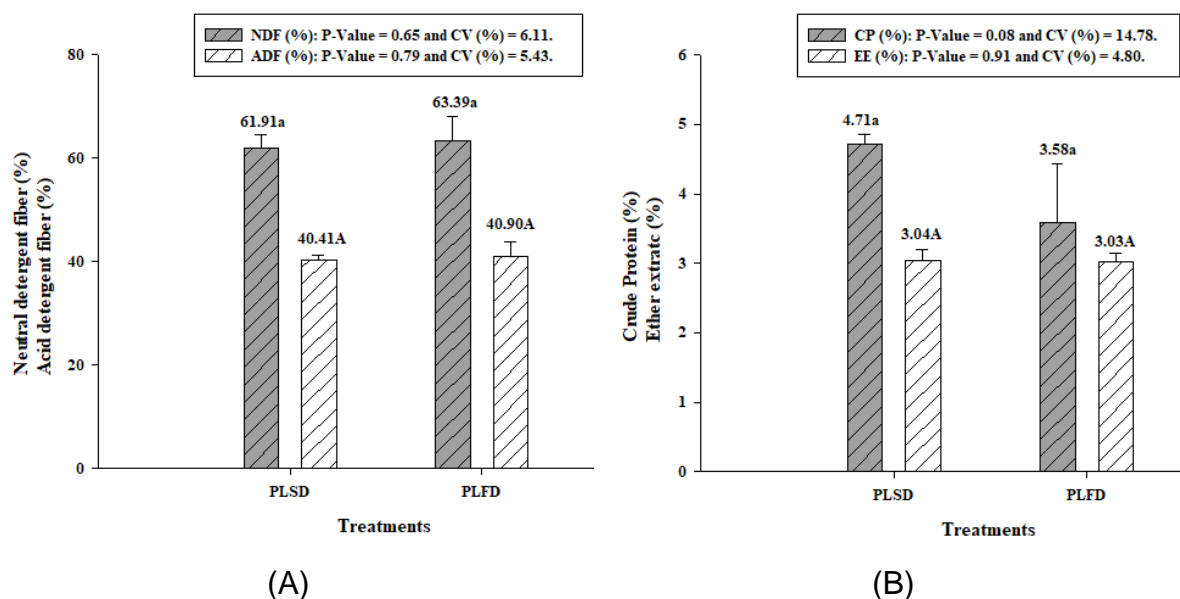 NDF (%): P-Value = 0.65 and CV (%) = 6.11.
ADF (%): P-Value = 0.79 and CV (%) = 5.43.
80
60
40
20
0
Neutral detergent fiber (%)
Acid detergent fiber (%)
61.91a
40.41A
63.39a
40.90A
PLSD
PLFD
Treatments
(A)
CP (%): P-Value = 0.08 and CV (%) = 14.78.
EE (%): P-Value = 0.91 and CV (%) = 4.80.
6
5
4
3
2
1
0
Crude Protein (%)
Ether extratc (%)
4.71a
3.04A
3.58a
3.03A
PLSD
PLFD
Treatments
(B)